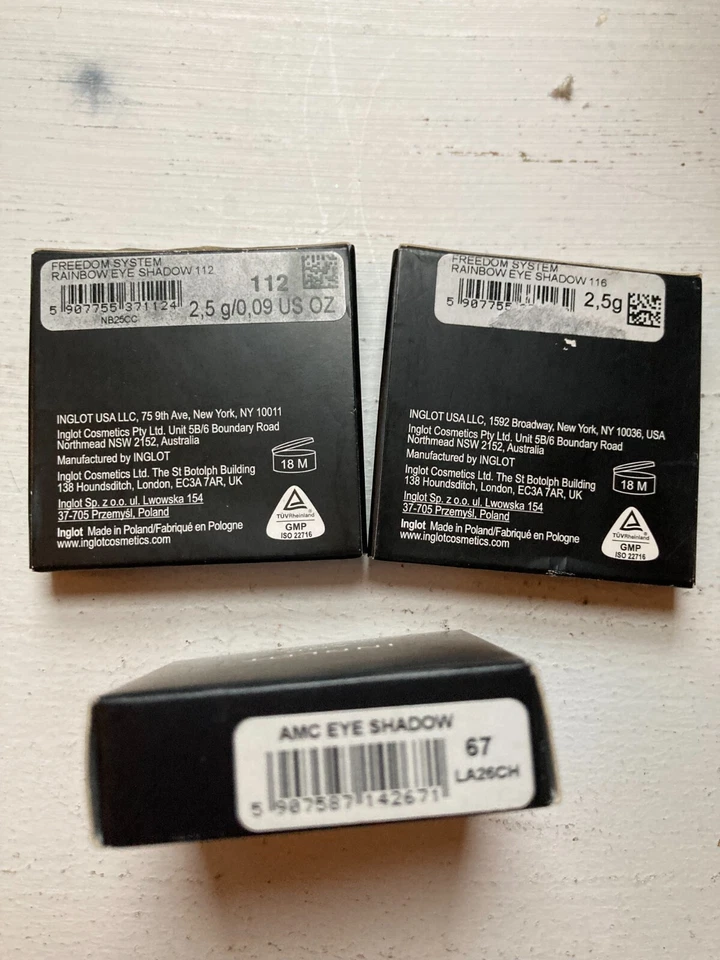 FREEDOM SYSTEM
RAINBOW EYE SHADOW 112
112
5 907755 371124
NB25CC
2,5 g/0,09 US OZ
INGLOT USA LLC, 75 9th Ave, New York, NY 10011
Inglot Cosmetics Pty Ltd. Unit 5B/6 Boundary Road
Northmead NSW 2152, Australia
Manufactured by INGLOT
Inglot Cosmetics Ltd. The St Botolph Building
138 Houndsditch, London, EC3A 7AR, UK
Inglot Sp. z o.o. ul. Lwowska 154
37-705 Przemyśl, Poland
Inglot Made in Poland/Fabriqué en Pologne
www.inglotcosmetics.com
18 M
TÜVRheinland
GMP
ISO 22716
FREEDOM SYSTEM
RAINBOW EYE SHADOW 116
5 90775
2,5g
INGLOT USA LLC, 1592 Broadway, New York, NY 10036, USA
Inglot Cosmetics Pty Ltd. Unit 5B/6 Boundary Road
Northmead NSW 2152, Australia
Manufactured by INGLOT
Inglot Cosmetics Ltd. The St Botolph Building
138 Houndsditch, London, EC3A 7AR, UK
Inglot Sp. z o.o. ul. Lwowska 154
37-705 Przemyśl, Poland
Inglot Made in Poland/Fabriqué en Pologne
www.inglotcosmetics.com
18 M
TÜVRheinland
GMP
ISO 22716
AMC EYE SHADOW
67
LA26CH
5 907587 142671